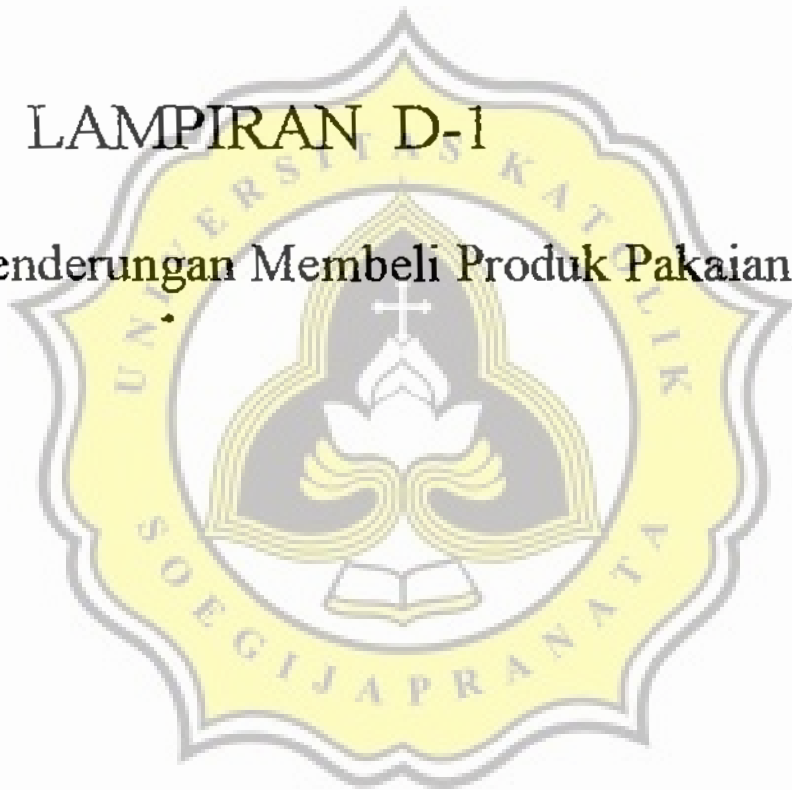 LAMPIRAN D-1
enderungan Membeli Produk Pakaian
UNIVERSITAS KATOLIK
SOEGIJAPRANATA